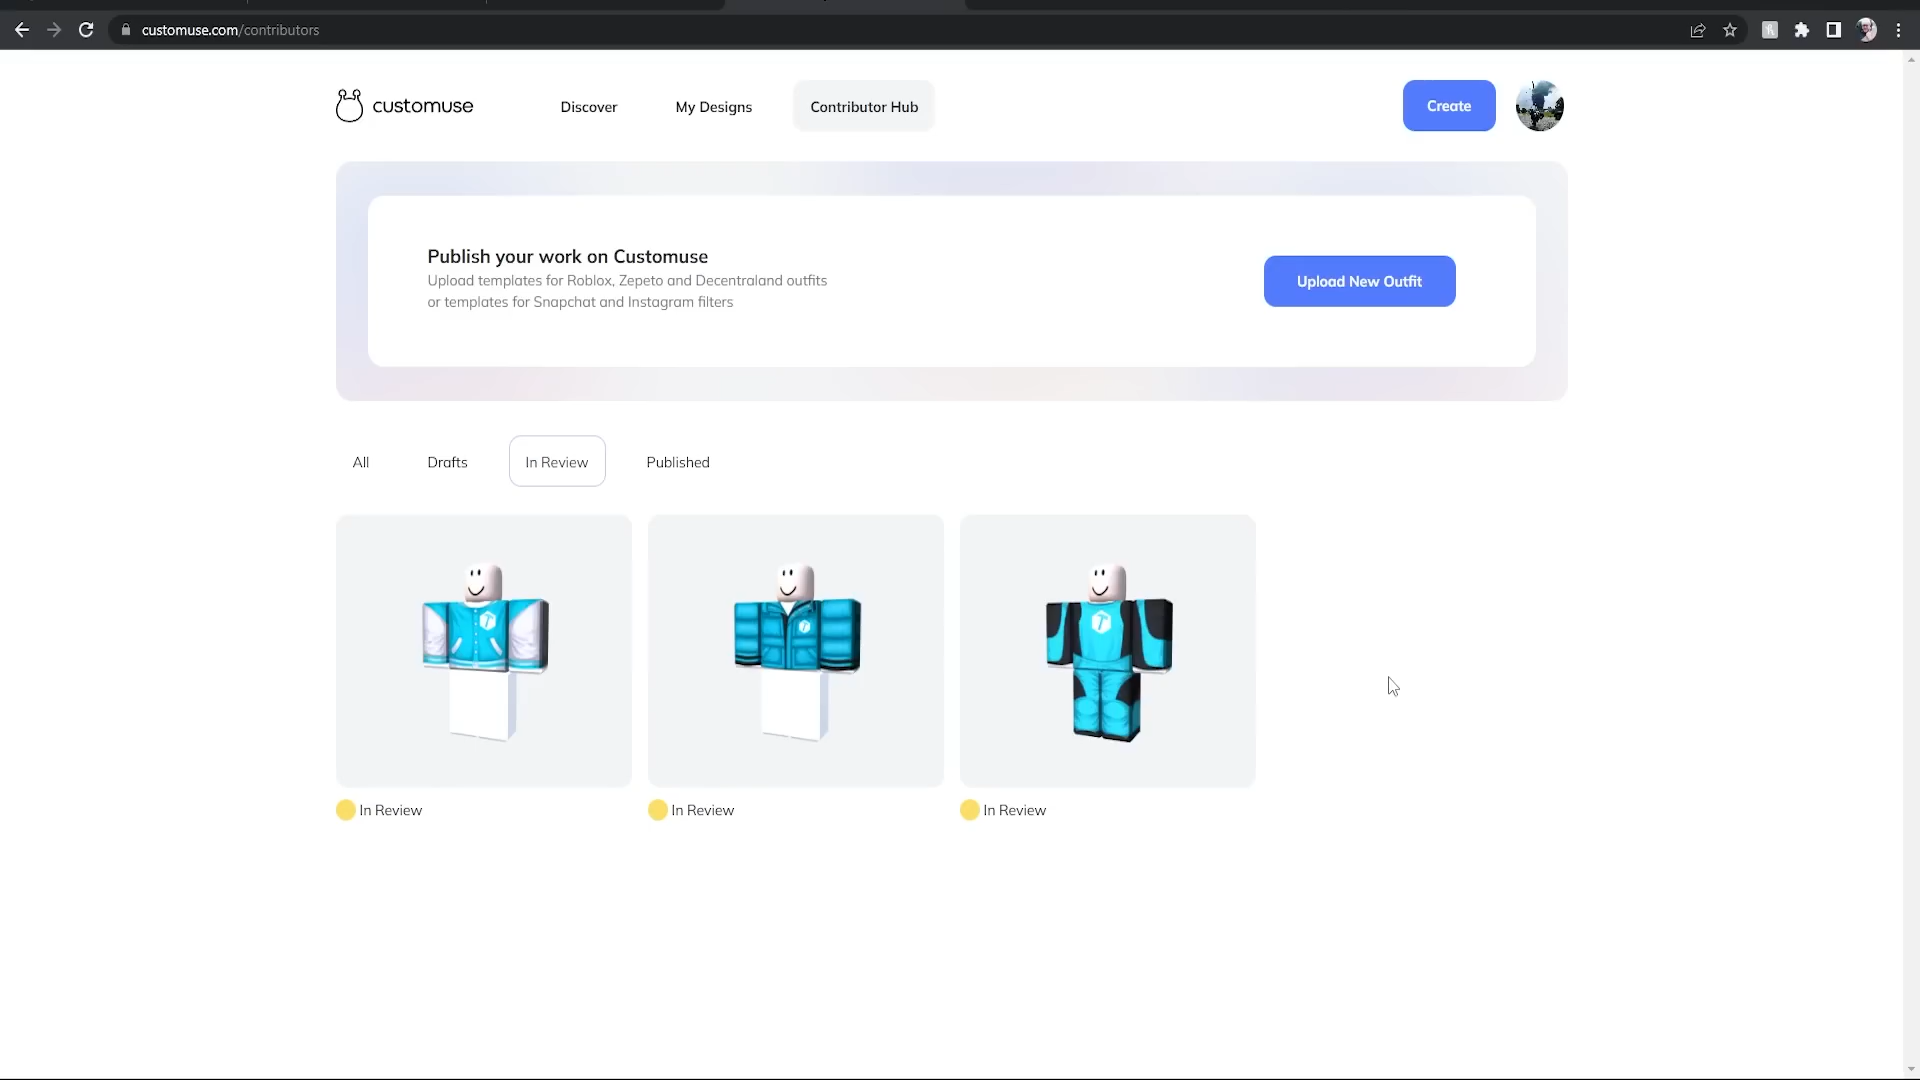 customuse.com/contributors
customuse
Discover
My Designs
Contributor Hub
Create
Publish your work on Customuse
Upload templates for Roblox, Zepeto and Decentraland outfits
or templates for Snapchat and Instagram filters
Upload New Outfit
All
Drafts
In Review
Published
T
T
T
In Review
In Review
In Review